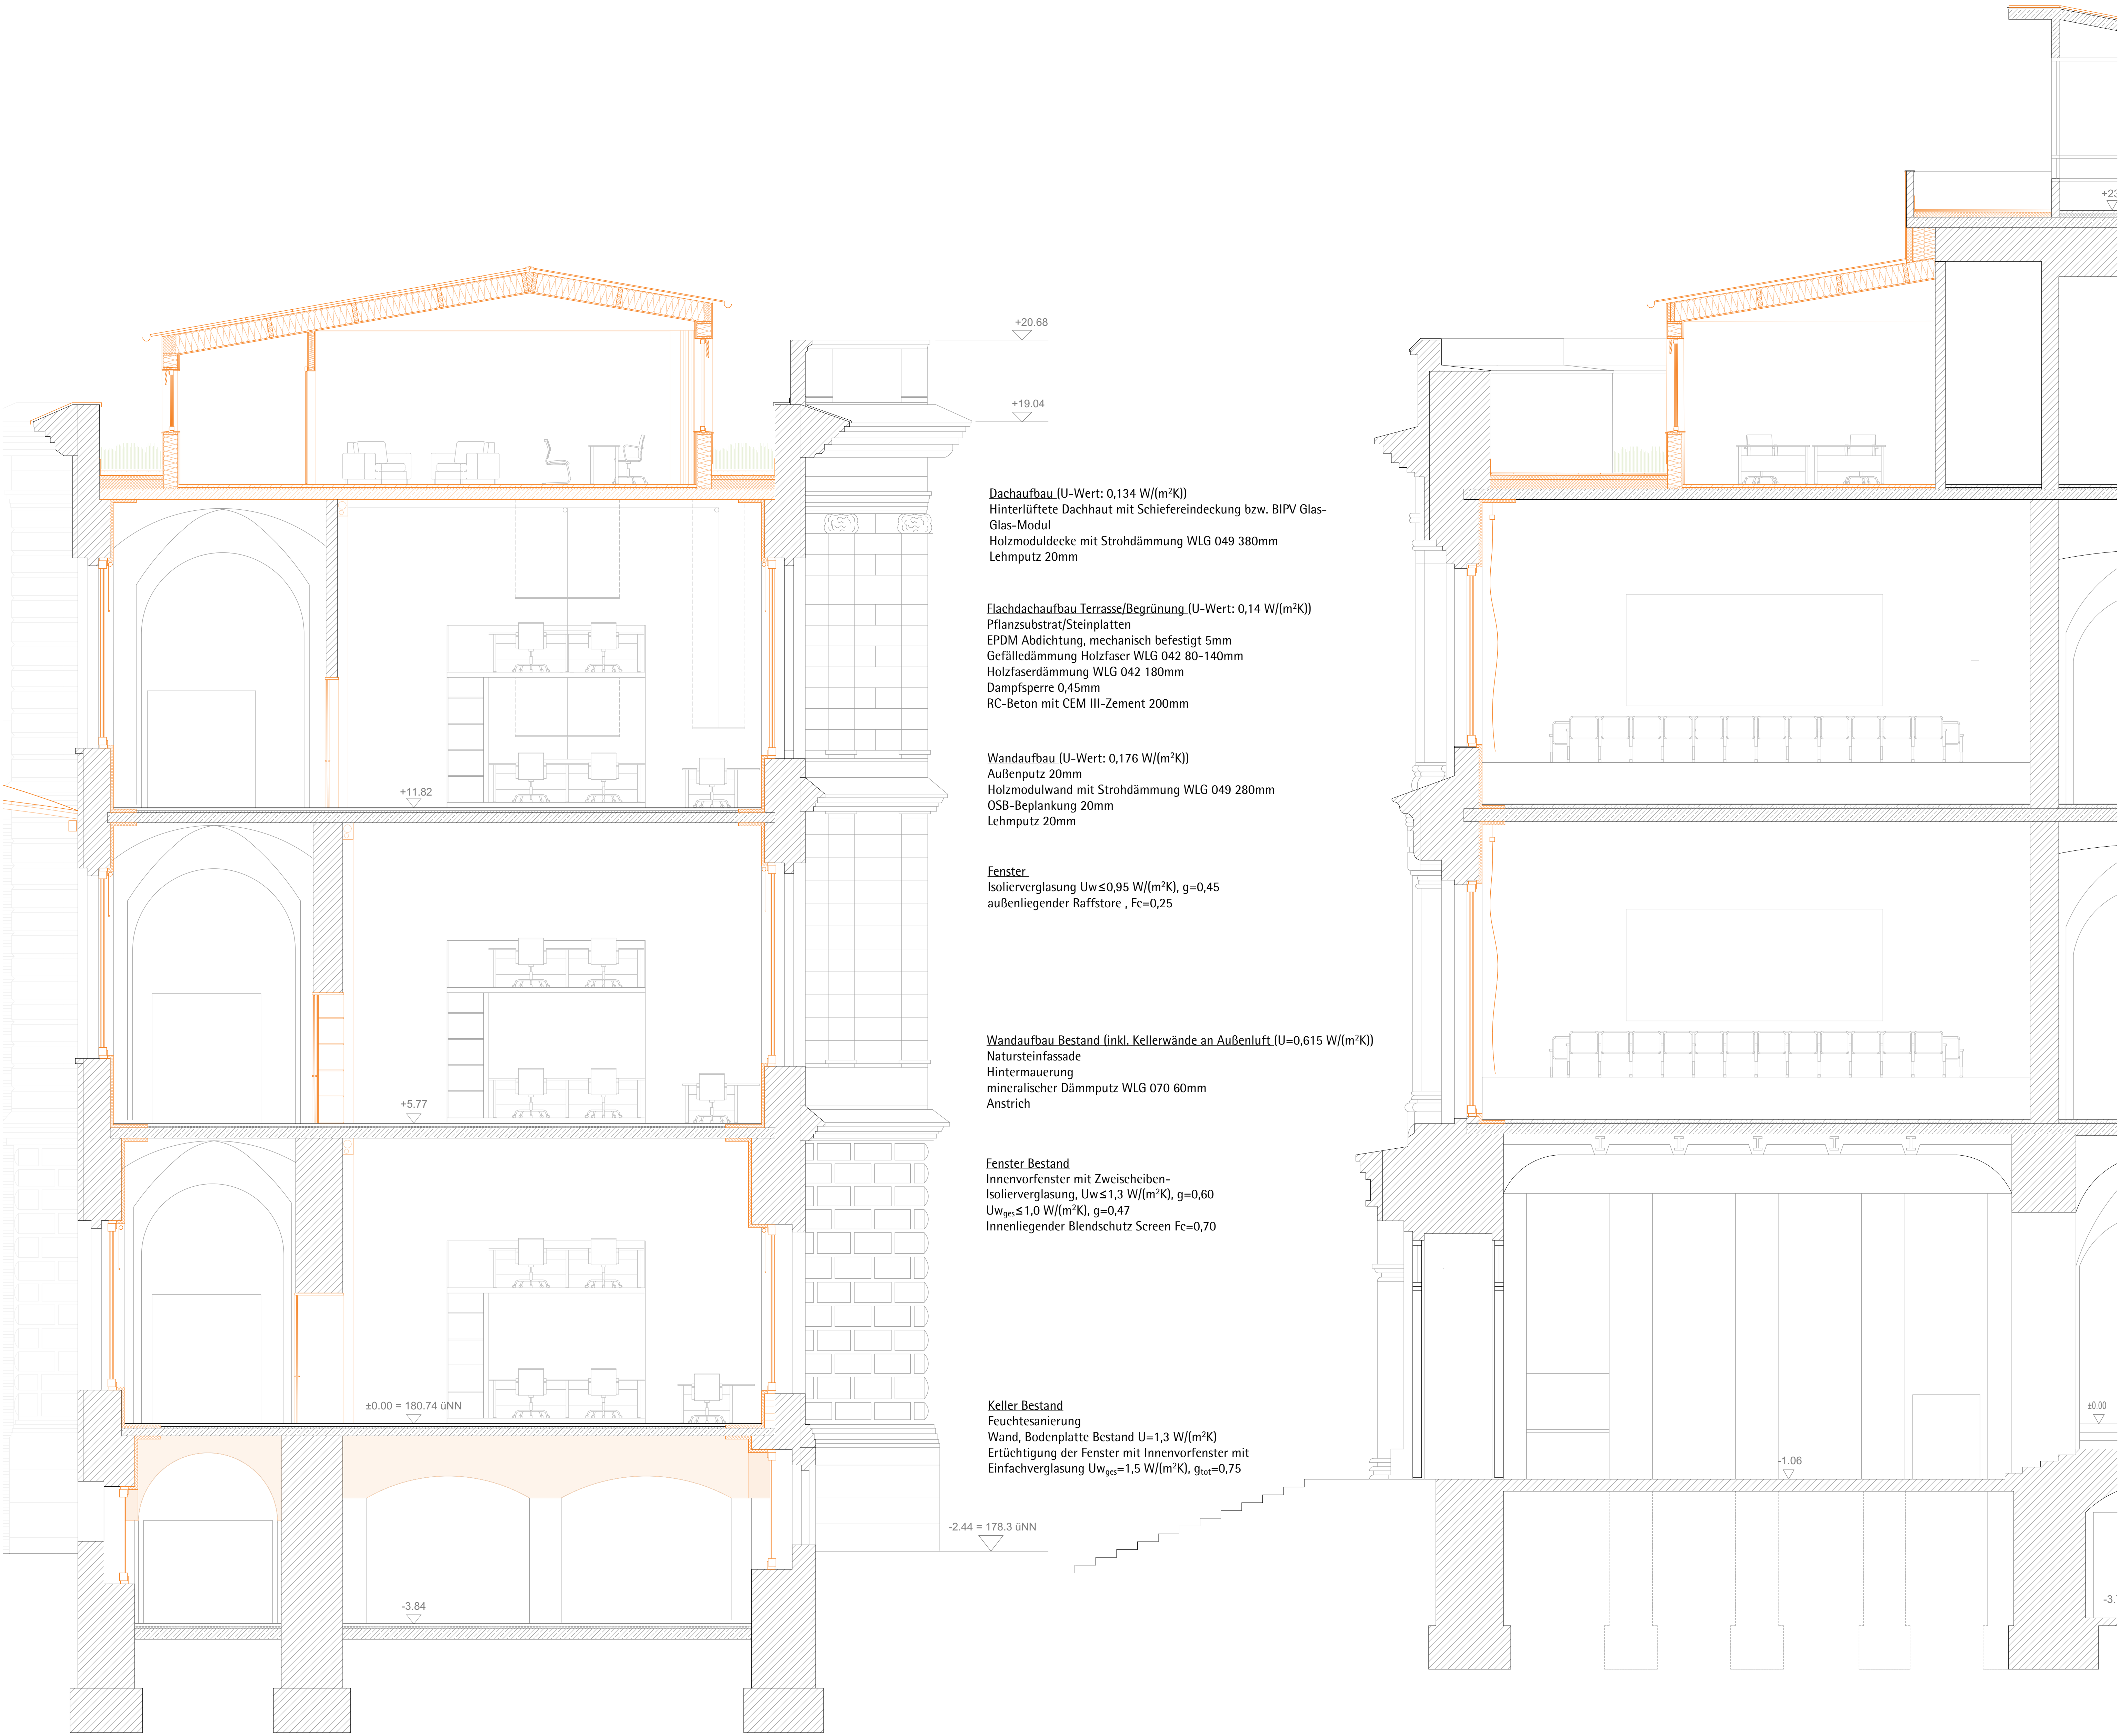 +23
+20.68
+19.04
Dachaufbau (U-Wert: 0,134 W/(m²K))
Hinterlüftete Dachhaut mit Schiefereindeckung bzw. BIPV Glas-
Glas-Modul
Holzmoduldecke mit Strohdämmung WLG 049 380mm
Lehmputz 20mm
Flachdachaufbau Terrasse/Begrünung (U-Wert: 0,14 W/(m²K))
Pflanzsubstrat/Steinplatten
EPDM Abdichtung, mechanisch befestigt 5mm
Gefälledämmung Holzfaser WLG 042 80-140mm
Holzfaserdämmung WLG 042 180mm
Dampfsperre 0,45mm
RC-Beton mit CEM III-Zement 200mm
Wandaufbau (U-Wert: 0,176 W/(m²K))
Außenputz 20mm
Holzmodulwand mit Strohdämmung WLG 049 280mm
OSB-Beplankung 20mm
Lehmputz 20mm
+11.82
Fenster
Isolierverglasung Uw≤0,95 W/(m²K), g=0,45
außenliegender Raffstore , Fc=0,25
Wandaufbau Bestand (inkl. Kellerwände an Außenluft (U=0,615 W/(m²K))
Natursteinfassade
Hintermauerung
mineralischer Dämmputz WLG 070 60mm
Anstrich
+5.77
Fenster Bestand
Innenvorfenster mit Zweischeiben-
Isolierverglasung, Uw≤1,3 W/(m²K), g=0,60
Uwges≤1,0 W/(m²K), g=0,47
Innenliegender Blendschutz Screen Fc=0,70
±0.00 = 180.74 üNN
±0.00
Keller Bestand
Feuchtesanierung
Wand, Bodenplatte Bestand U=1,3 W/(m²K)
Ertüchtigung der Fenster mit Innenvorfenster mit
Einfachverglasung Uwges=1,5 W/(m²K), gtot=0,75
-1.06
-2.44 = 178.3 üNN
-3.84
-3.